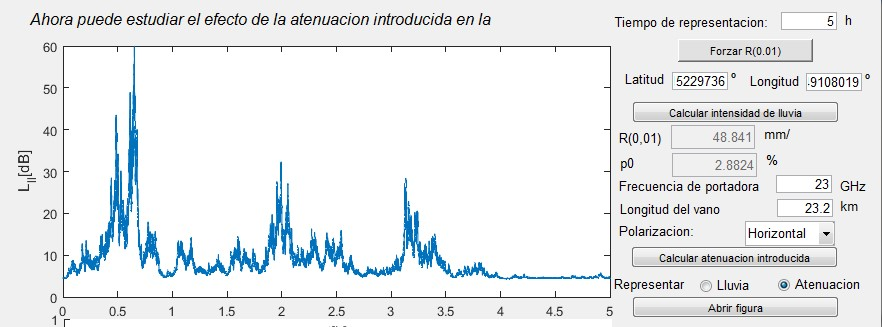 Ahora puede estudiar el efecto de la atenuacion introducida en la
Tiempo de representacion: 5 h
Forzar R(0.01)
Latitud 5229736 º Longitud -9108019 º
Calcular intensidad de lluvia
R(0,01) 48.841 mm/
p0 2.8824 %
Frecuencia de portadora 23 GHz
Longitud del vano 23.2 km
Polarizacion: Horizontal
Calcular atenuacion introducida
Representar Lluvia Atenuacion
Abrir figura
60
50
40
30
20
10
0
L_ll[dB]
0 0.5 1 1.5 2 2.5 3 3.5 4 4.5 5
1